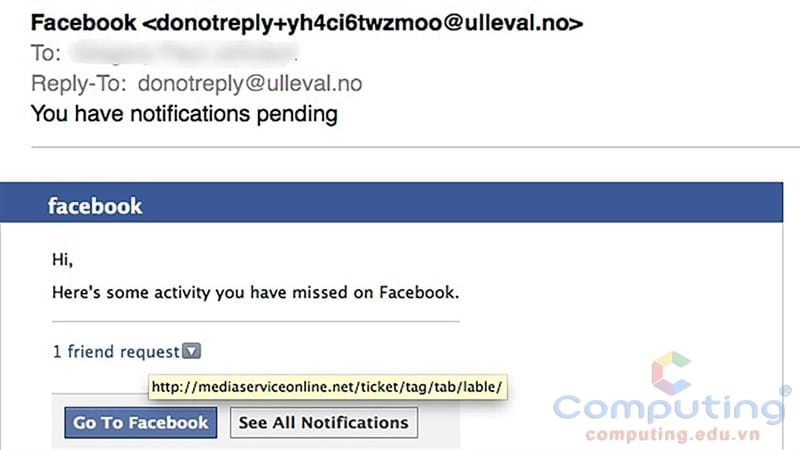 Facebook <donotreply+yh4ci6twzmoo@ulleval.no>
To:
Reply-To: donotreply@ulleval.no
You have notifications pending
facebook
Hi,
Here's some activity you have missed on Facebook.
1 friend request
http://mediaserviceonline.net/ticket/tag/tab/lable/
Go To Facebook See All Notifications
Computing®
computing.edu.vn